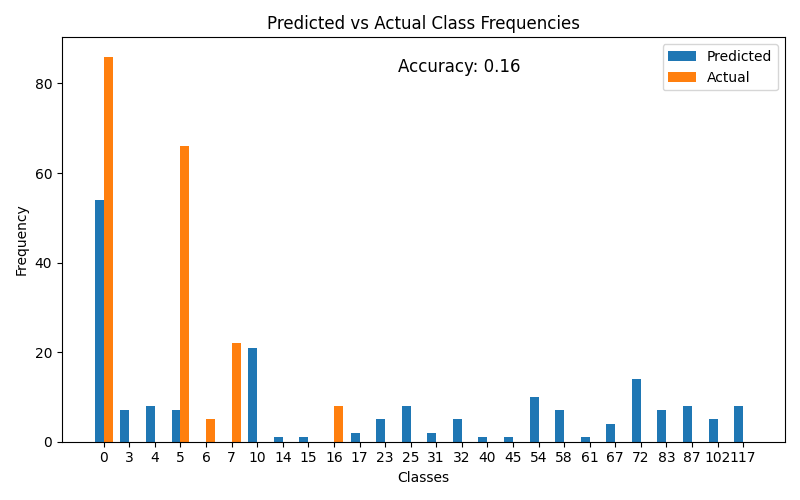 Predicted vs Actual Class Frequencies
Accuracy: 0.16
Predicted
Actual
80
60
40
20
0
Frequency
0 3 4 5 6 7 10 14 15 16 17 23 25 31 32 40 45 54 58 61 67 72 83 87 102 117
Classes